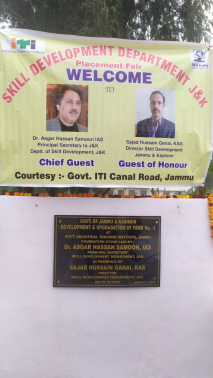 ITI
SKILL DEVELOPMENT DEPARTMENT J&K
Placement Fair
WELCOME
TO
Dr. Asgar Hassan Samoon IAS
Principal Secretary to J&K
Deptt. of Skill Development, J&K
Chief Guest
Sajad Hussain Ganai, KAS
Director Skill Development
Jammu & Kashmir
Guest of Honour
Courtesy :- Govt. ITI Canal Road, Jammu
GOVT. OF JAMMU & KASHMIR
DEVELOPMENT & UPGRADATION OF PARK No. -1
AT
GOVT. INDUSTRIAL TRAINING INSTITUTE, JAMMU
FOUNDATION STONE LAID BY :
Dr. ASGAR HASSAN SAMOON, IAS
PRINCIPAL SECRETARY
SKILL DEVELOPMENT DEPARTMENT, J&K
IN PRESENCE OF
SAJAD HUSSAIN GANAI, KAS
DIRECTOR
SKILL DEVELOPMENT DEPARTMENT, J&K